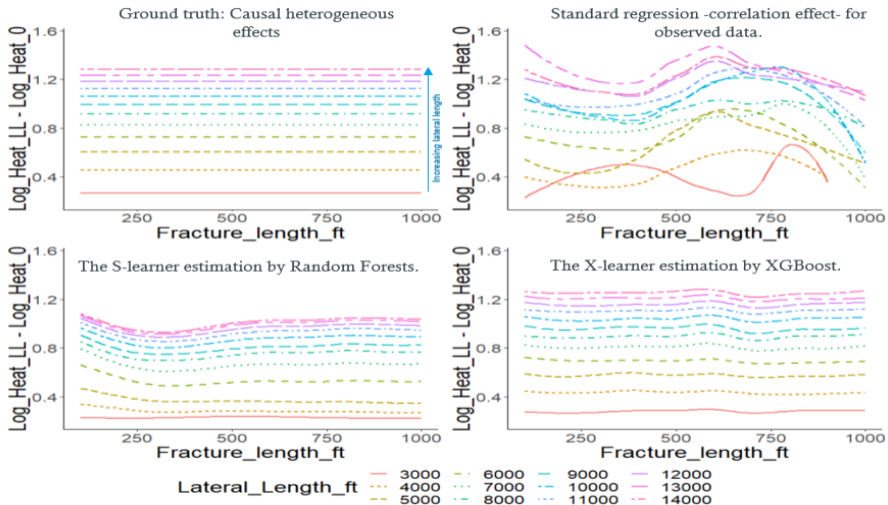 Ground truth: Causal heterogeneous
effects
Log_Heat_LL - Log_Heat_0
1.6
1.2
0.8
0.4
Increasing lateral length
250 500 750 1000
Fracture_length_ft
Standard regression -correlation effect- for
observed data.
Log_Heat_LL - Log_Heat_0
1.6
1.2
0.8
0.4
250 500 750 1000
Fracture_length_ft
The S-learner estimation by Random Forests.
Log_Heat_LL - Log_Heat_0
1.6
1.2
0.8
0.4
250 500 750 1000
Fracture_length_ft
The X-learner estimation by XGBoost.
Log_Heat_LL - Log_Heat_0
1.6
1.2
0.8
0.4
250 500 750 1000
Fracture_length_ft
Lateral_Length_ft
3000 6000 9000 12000
4000 7000 10000 13000
5000 8000 11000 14000